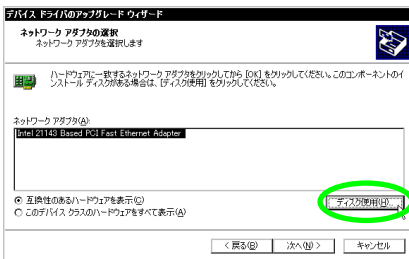 デバイス ドライバのアップグレード ウィザード
ネットワーク アダプタの選択
ネットワーク アダプタを選択します
ハードウェアに一致するネットワーク アダプタをクリックしてから [OK] をクリックしてください。このコンポーネントのイ
ンストール ディスクがある場合は、[ディスク使用] をクリックしてください。
ネットワーク アダプタ(A):
Intel 21143 Based PCI Fast Ethernet Adapter
互換性のあるハードウェアを表示(C)
このデバイス クラスのハードウェアをすべて表示(A)
ディスク使用(H)...
< 戻る(B)
次へ(N) >
キャンセル